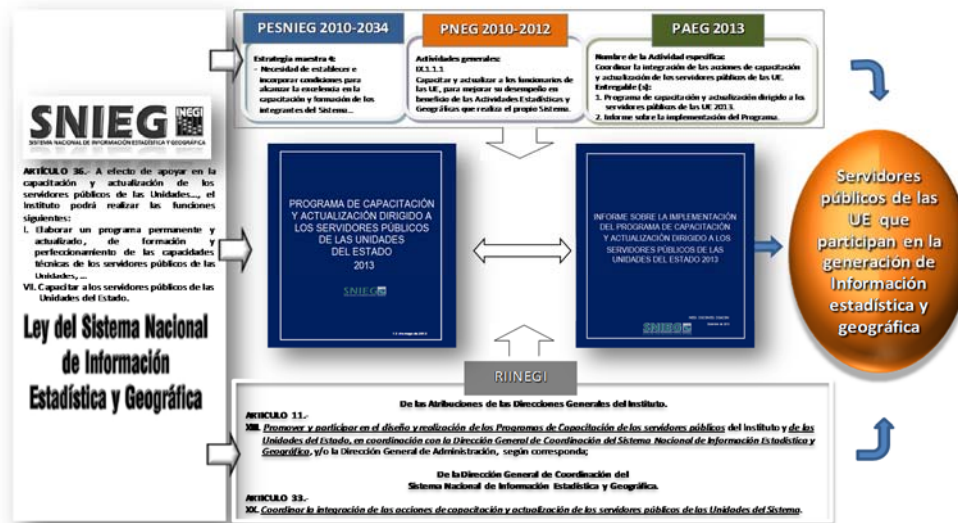 SNIEG INEGI
SISTEMA NACIONAL DE INFORMACIÓN ESTADÍSTICA Y GEOGRÁFICA
ARTÍCULO 36.- A efecto de apoyar en la
capacitación y actualización de los
servidores públicos de las Unidades..., el
Instituto podrá realizar las funciones
siguientes:
I. Elaborar un programa permanente y
actualizado, de formación y
perfeccionamiento de las capacidades
técnicas de los servidores públicos de las
Unidades, ...
VII. Capacitar a los servidores públicos de las
Unidades del Estado.
Ley del Sistema Nacional
de Información
Estadística y Geográfica
PESNIEG 2010-2034
Estrategia maestra 4:
- Necesidad de establecer e
incorporar condiciones para
alcanzar la excelencia en la
capacitación y formación de los
integrantes del Sistema...
PNEG 2010-2012
Actividades generales:
IX.1.1.1
Capacitar y actualizar a los funcionarios de
las UE, para mejorar su desempeño en
beneficio de las Actividades Estadísticas y
Geográficas que realiza el propio Sistema.
PAEG 2013
Nombre de la Actividad específica:
Coordinar la integración de las acciones de capacitación
y actualización de los servidores públicos de las UE.
Entregable (s):
1. Programa de capacitación y actualización dirigido a los
servidores públicos de las UE 2013.
2. Informe sobre la implementación del Programa.
PROGRAMA DE CAPACITACIÓN
Y ACTUALIZACIÓN DIRIGIDO A
LOS SERVIDORES PÚBLICOS
DE LAS UNIDADES
DEL ESTADO
2013
SNIEG
INFORME SOBRE LA IMPLEMENTACIÓN
DEL PROGRAMA DE CAPACITACIÓN
Y ACTUALIZACIÓN DIRIGIDO A LOS
SERVIDORES PÚBLICOS DE LAS
UNIDADES DEL ESTADO 2013
SNIEG
Servidores
públicos de las
UE que
participan en la
generación de
Información
estadística y
geográfica
RIINEGI
De las Atribuciones de las Direcciones Generales del Instituto.
ARTICULO 11.-
XIII. Promover y participar en el diseño y realización de los Programas de Capacitación de los servidores públicos del Instituto y de las
Unidades del Estado, en coordinación con la Dirección General de Coordinación del Sistema Nacional de Información Estadística y
Geográfica, y/o la Dirección General de Administración, según corresponda;
De la Dirección General de Coordinación del
Sistema Nacional de Información Estadística y Geográfica.
ARTICULO 33.-
XX. Coordinar la integración de las acciones de capacitación y actualización de los servidores públicos de las Unidades del Sistema.